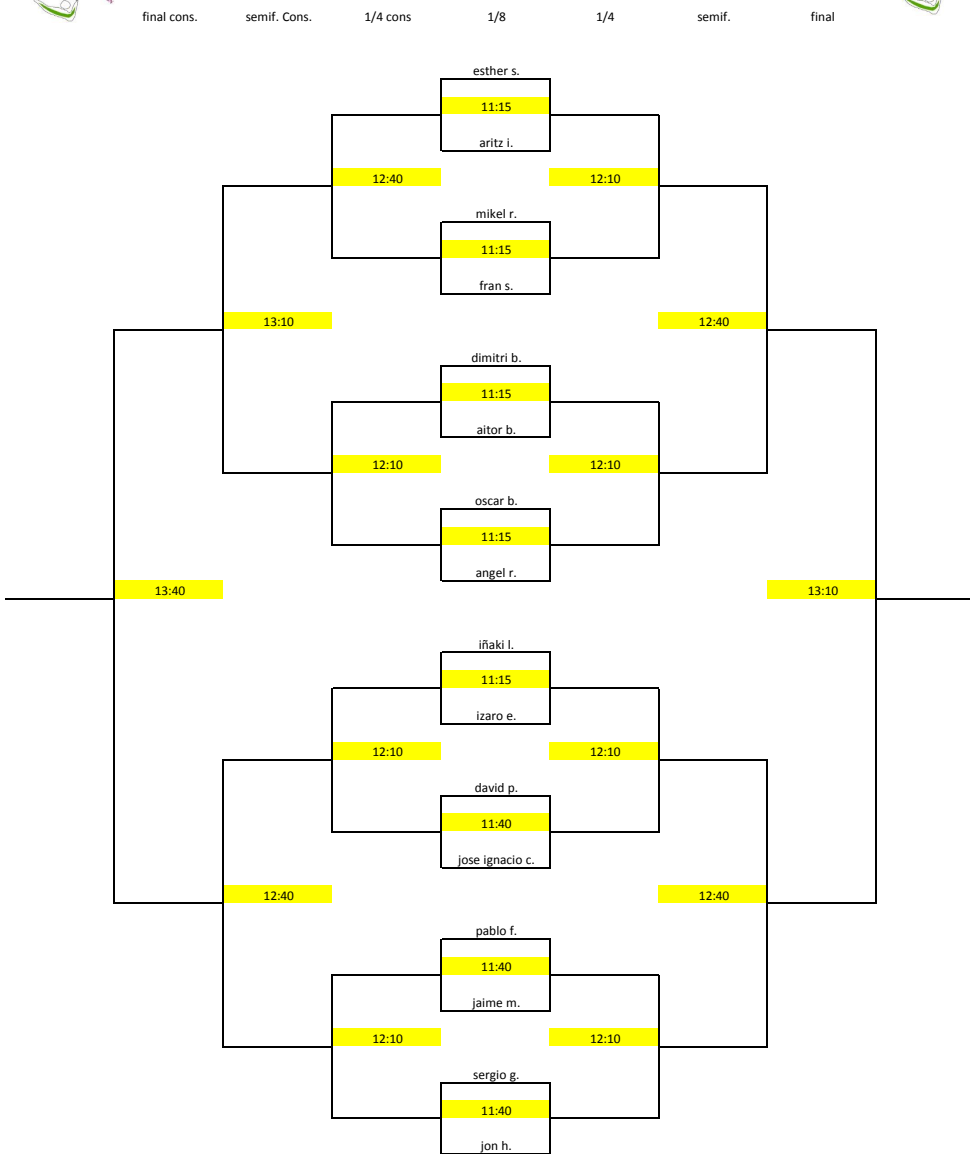 final cons. semif. Cons. 1/4 cons 1/8 1/4 semif. final
esther s.
11:15
aritz i.
12:40 12:10
mikel r.
11:15
fran s.
13:10 12:40
dimitri b.
11:15
aitor b.
12:10 12:10
oscar b.
11:15
angel r.
13:40 13:10
iñaki l.
11:15
izaro e.
12:10 12:10
david p.
11:40
jose ignacio c.
12:40 12:40
pablo f.
11:40
jaime m.
12:10 12:10
sergio g.
11:40
jon h.